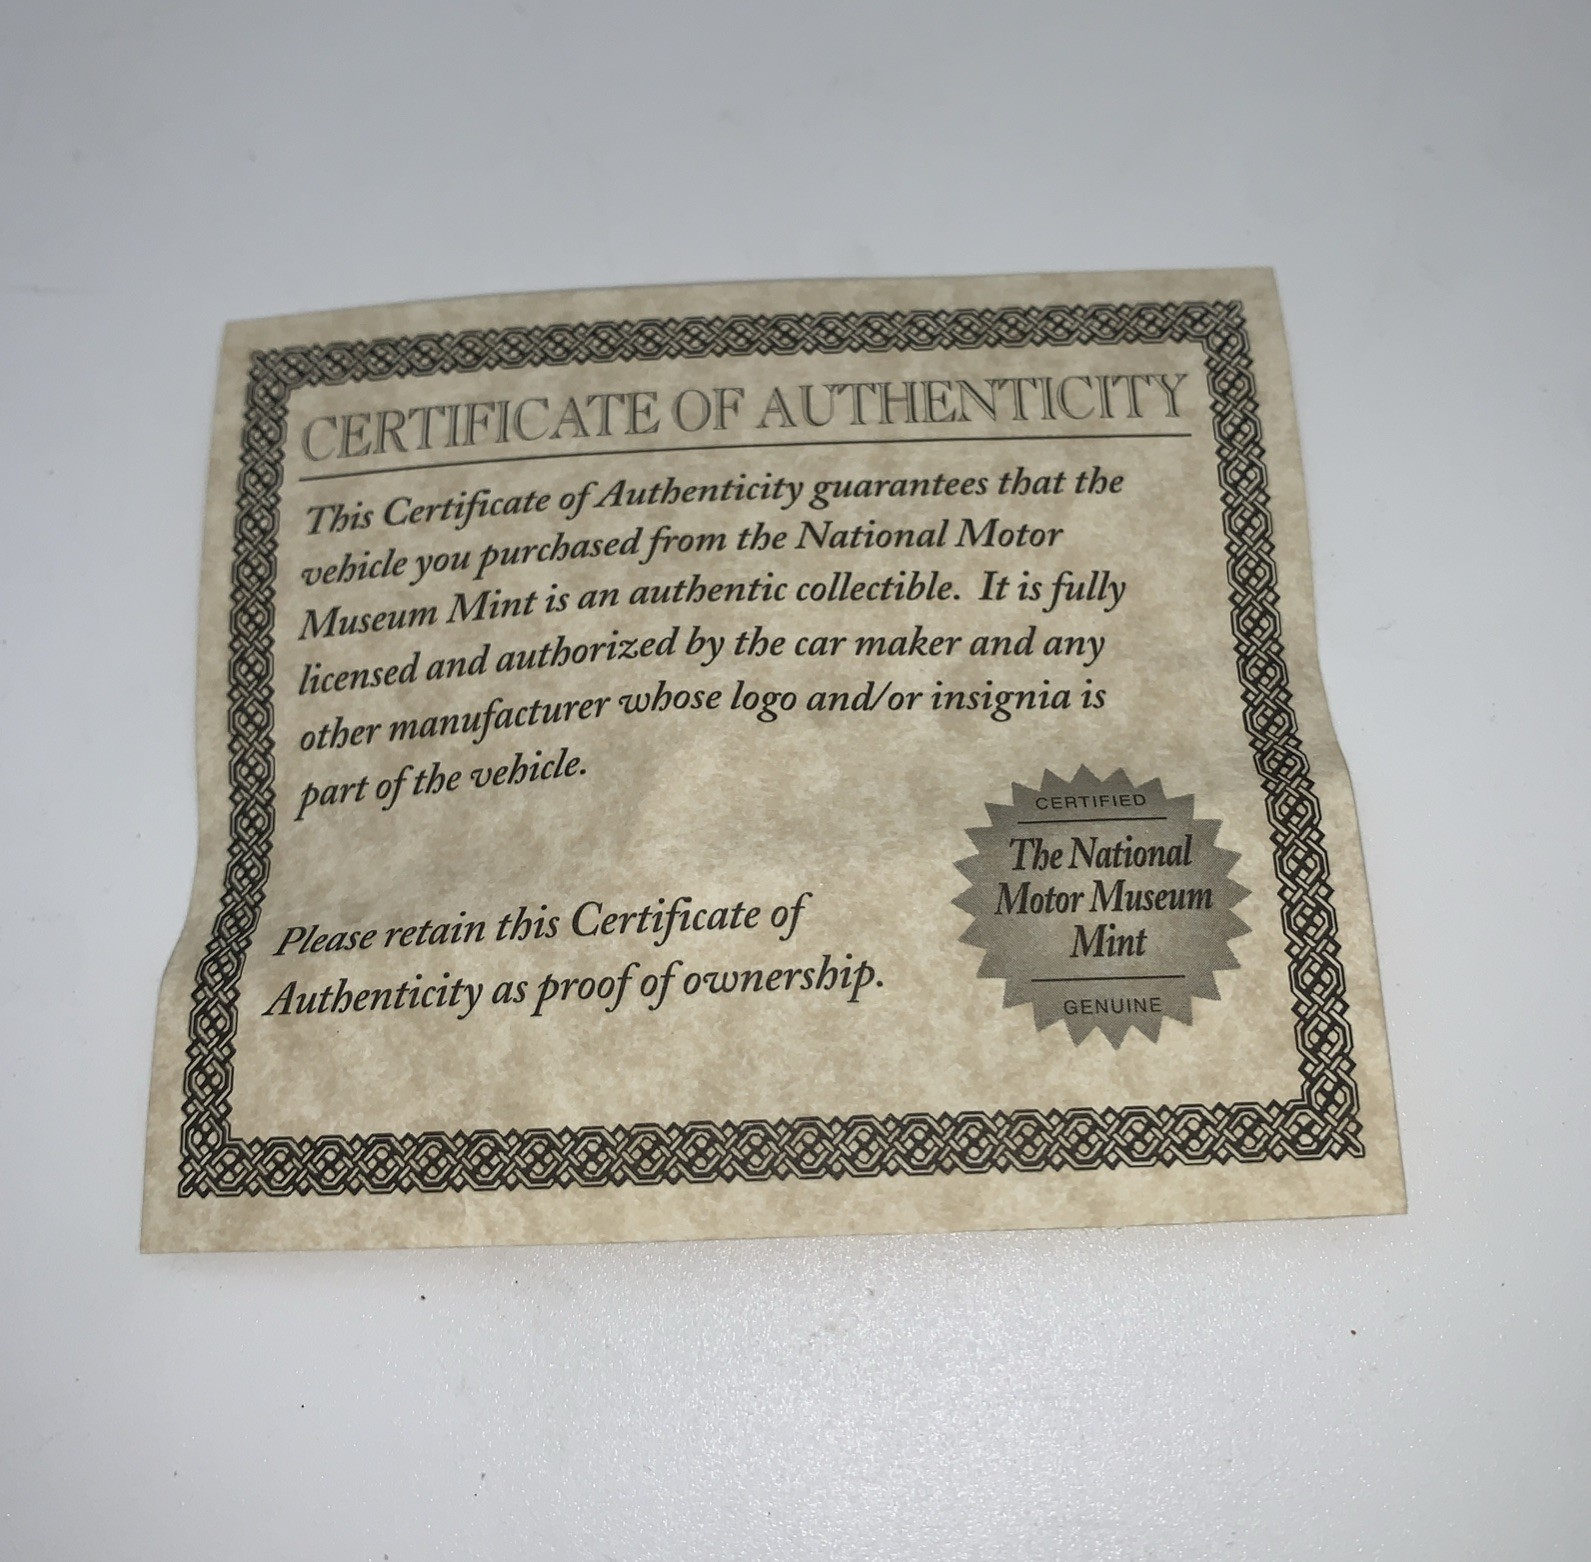 CERTIFICATE OF AUTHENTICITY
This Certificate of Authenticity guarantees that the
vehicle you purchased from the National Motor
Museum Mint is an authentic collectible. It is fully
licensed and authorized by the car maker and any
other manufacturer whose logo and/or insignia is
part of the vehicle.
Please retain this Certificate of
Authenticity as proof of ownership.
CERTIFIED
The National
Motor Museum
Mint
GENUINE